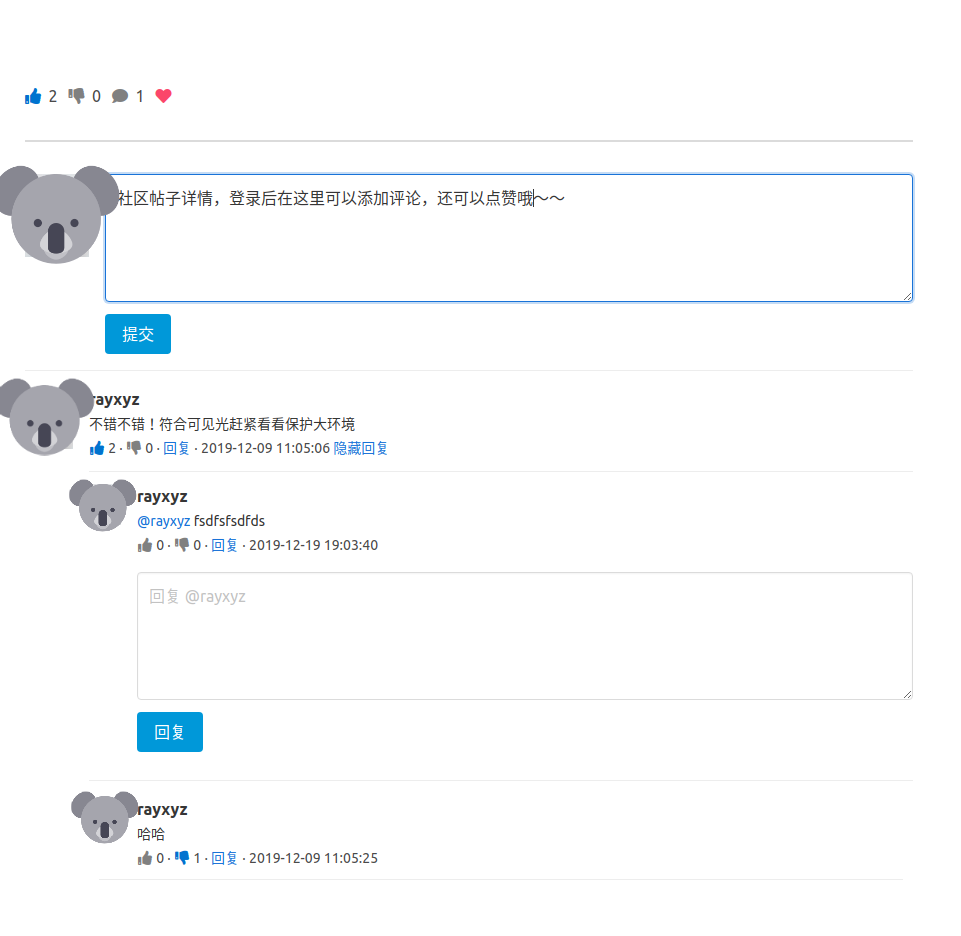 2 0 1
社区帖子详情，登录后在这里可以添加评论，还可以点赞哦～～
提交
rayxyz
不错不错！符合可见光赶紧看看保护大环境
2 · 0 · 回复 · 2019-12-09 11:05:06 隐藏回复
rayxyz
@rayxyz fsdfsfsdfds
0 · 0 · 回复 · 2019-12-19 19:03:40
回复 @rayxyz
回复
rayxyz
哈哈
0 · 1 · 回复 · 2019-12-09 11:05:25